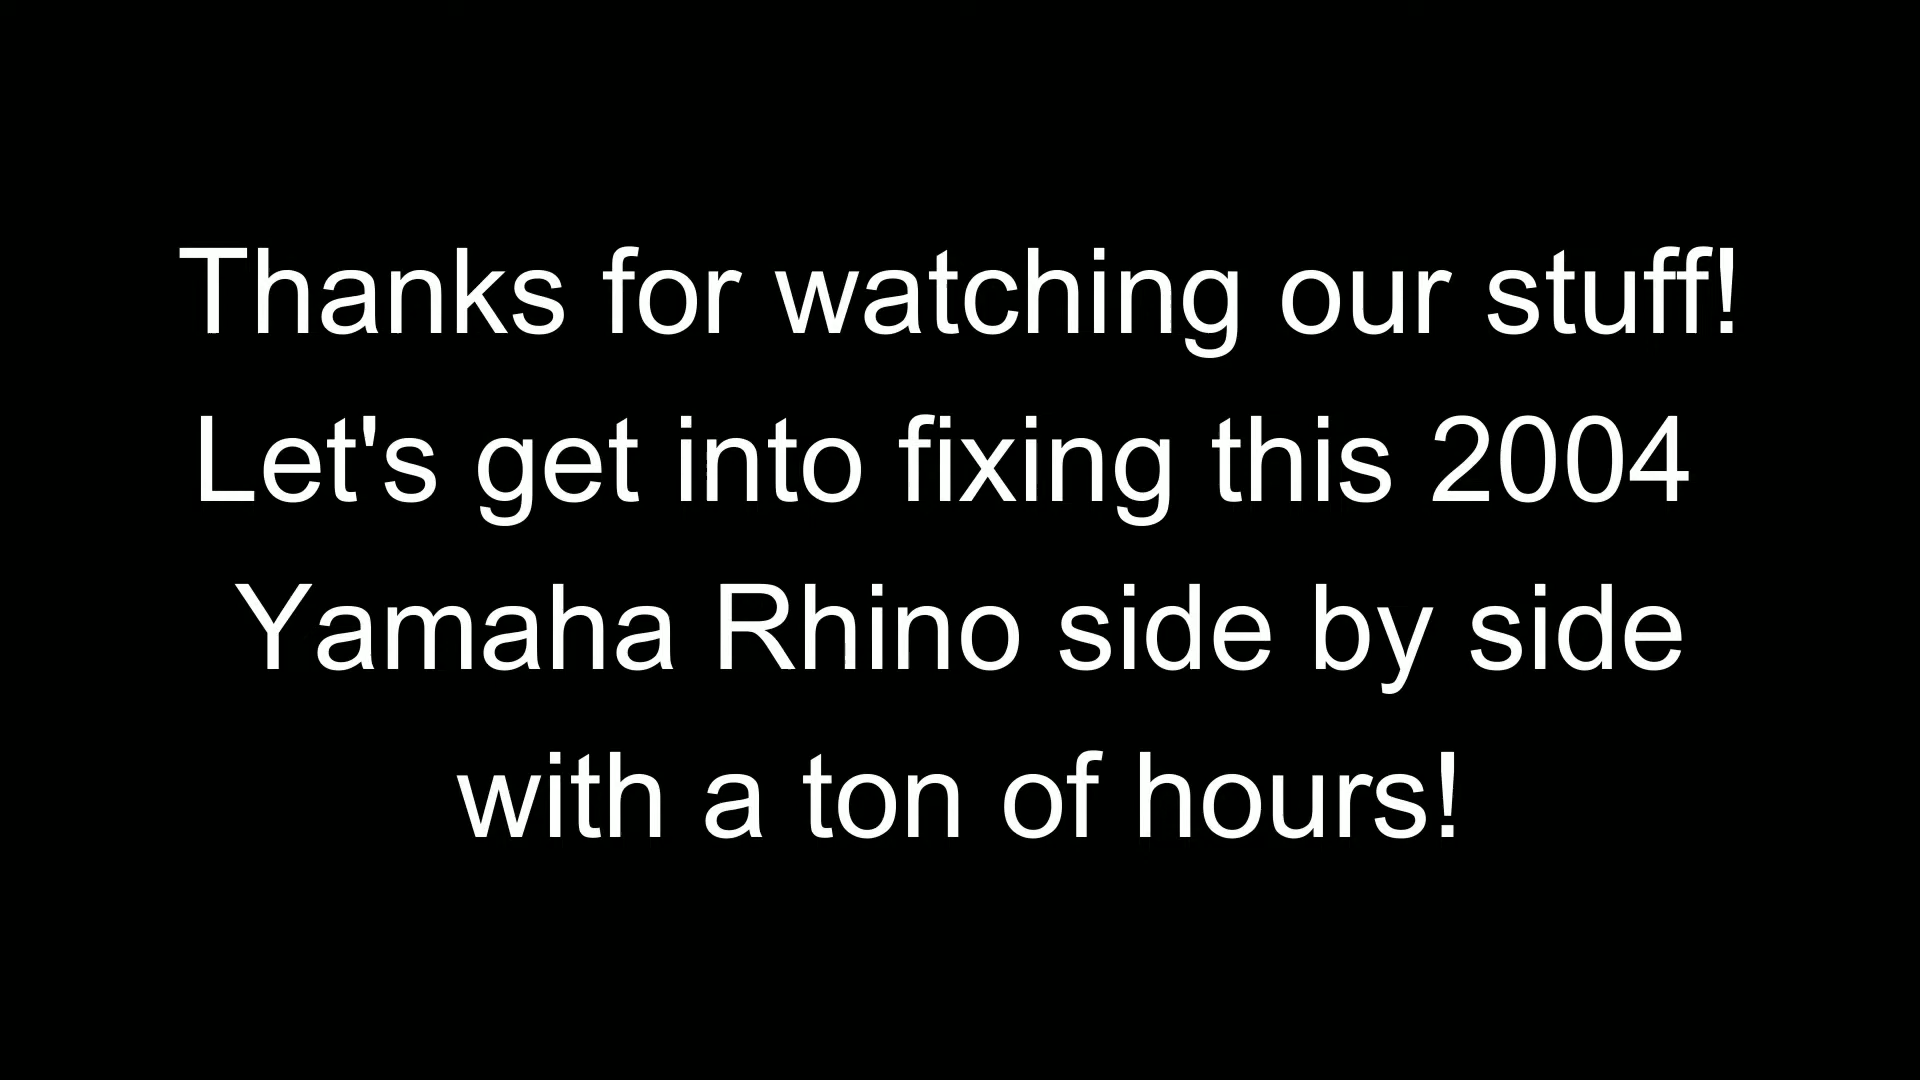 Thanks for watching our stuff!
Let's get into fixing this 2004
Yamaha Rhino side by side
with a ton of hours!